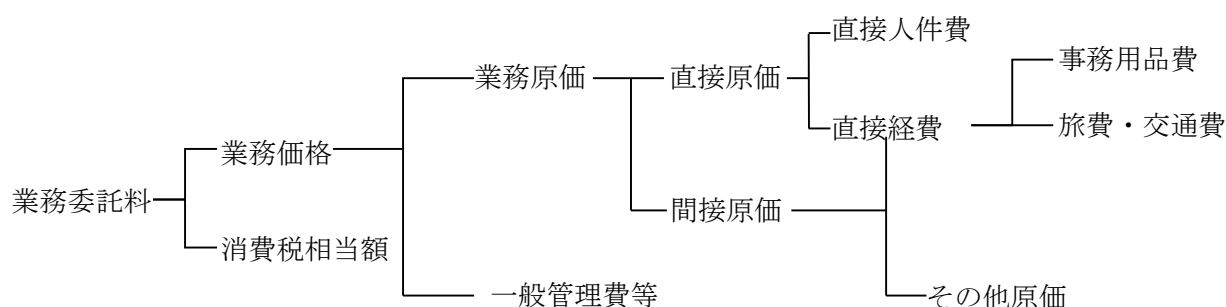 直接人件費
事務用品費
業務原価
直接原価
直接経費
旅費・交通費
業務価格
業務委託料
間接原価
消費税相当額
一般管理費等
その他原価